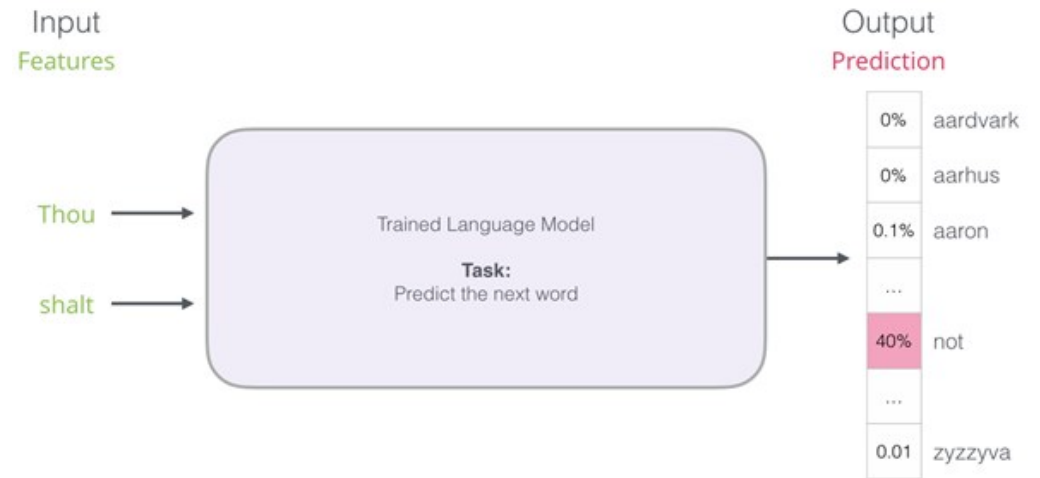 Input
Features
Thou
shalt
Trained Language Model
Task:
Predict the next word
Output
Prediction
0% aardvark
0% aarhus
0.1% aaron
...
40% not
...
0.01 zyzzyva